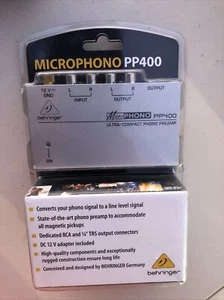 MICROPHONO PP400
12 V⎓
GND
L R
INPUT
L R
OUTPUT
OUTPUT
MicroPHONO PP400
ULTRA-COMPACT PHONO PREAMP
behringer
ON
Converts your phono signal to a line level signal
State-of-the-art phono preamp to accommodate
all magnetic pickups
Dedicated RCA and ¼" TRS output connectors
DC 12 V adapter included
High-quality components and exceptionally
rugged construction ensure long life
Conceived and designed by BEHRINGER Germany
behringer